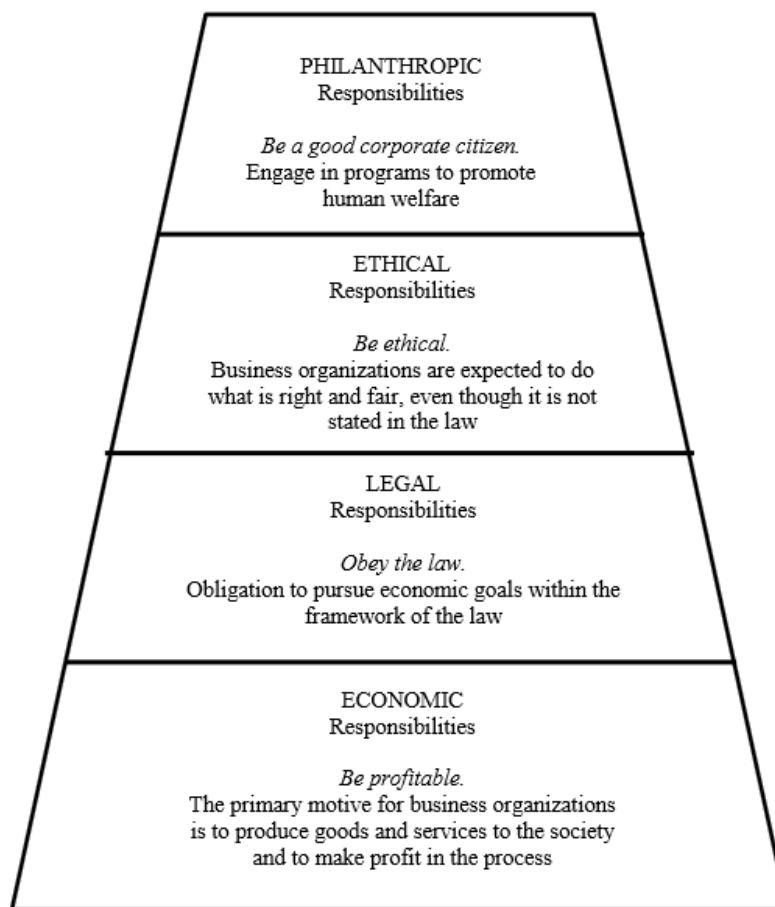 PHILANTHROPIC
Responsibilities
Be a good corporate citizen.
Engage in programs to promote
human welfare
ETHICAL
Responsibilities
Be ethical.
Business organizations are expected to do
what is right and fair, even though it is not
stated in the law
LEGAL
Responsibilities
Obey the law.
Obligation to pursue economic goals within the
framework of the law
ECONOMIC
Responsibilities
Be profitable.
The primary motive for business organizations
is to produce goods and services to the society
and to make profit in the process